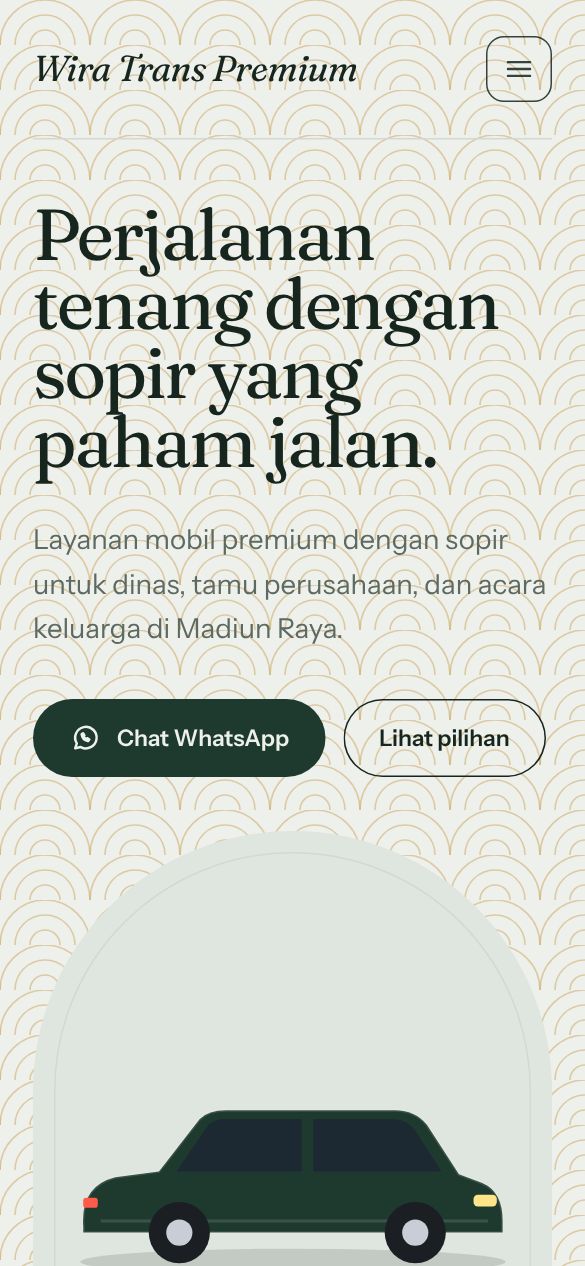 Wira Trans Premium
Perjalanan
tenang dengan
sopir yang
paham jalan.
Layanan mobil premium dengan sopir
untuk dinas, tamu perusahaan, dan acara
keluarga di Madiun Raya.
Chat WhatsApp
Lihat pilihan